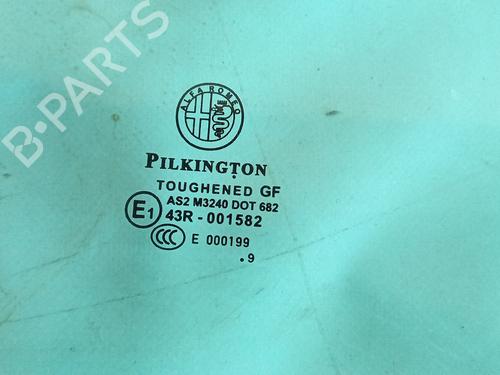 B-PARTS
ALFA ROMEO
PILKINGTON
TOUGHENED GF
AS2 M3240 DOT 682
E1 43R - 001582
CCC E 000199
. 9